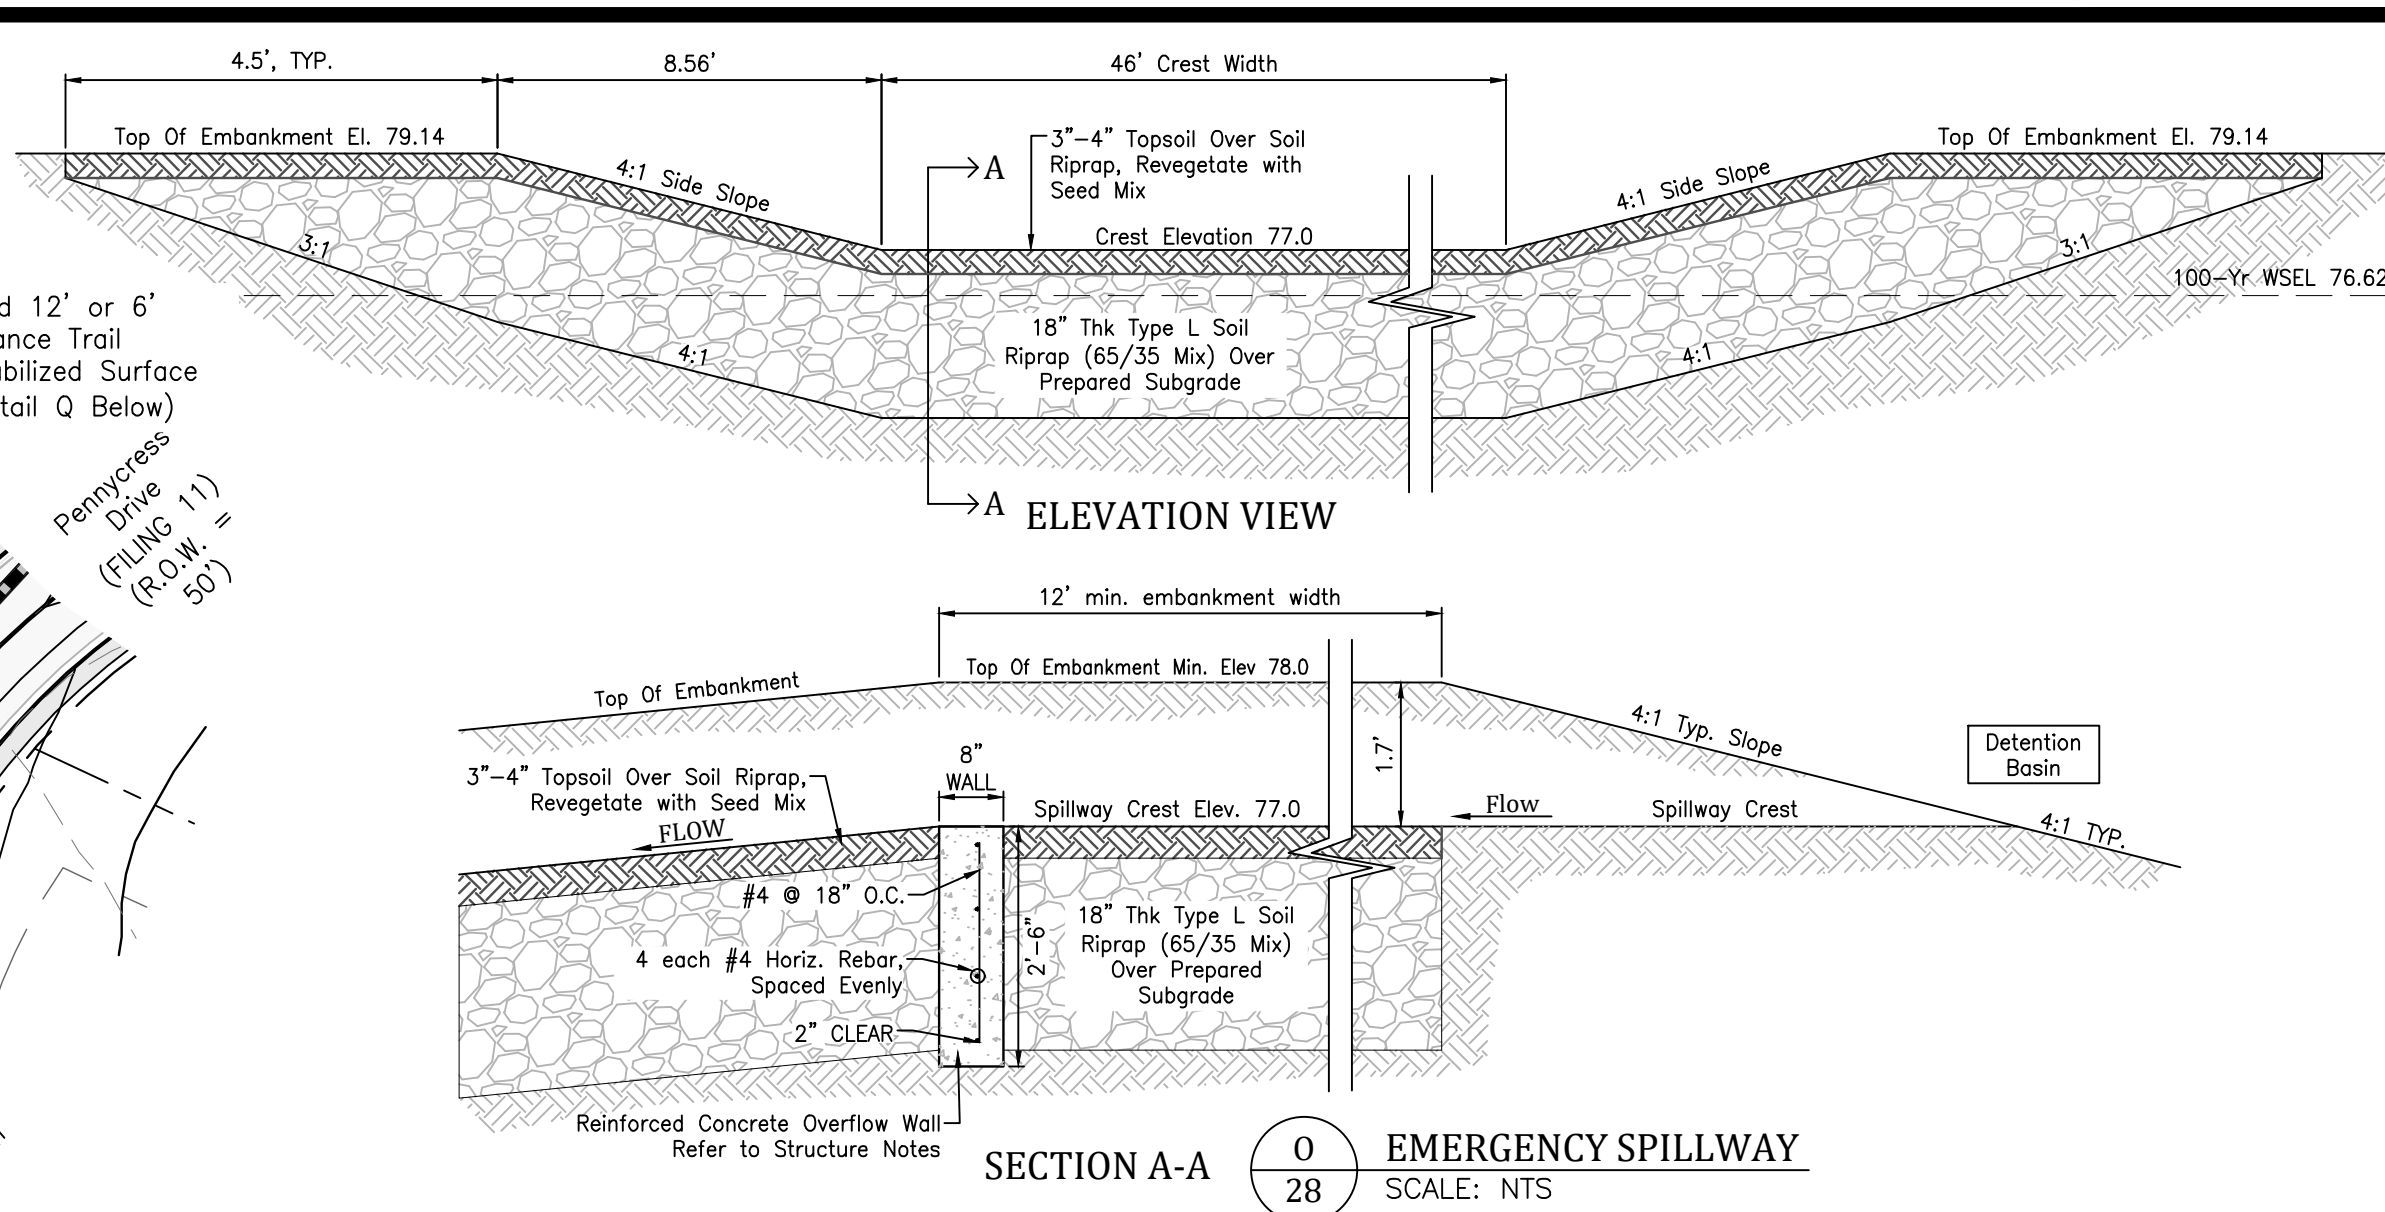 4.5', TYP.
8.56'
46' Crest Width
Top Of Embankment El. 79.14
4:1 Side Slope
A
3"-4" Topsoil Over Soil
Riprap, Revegetate with
Seed Mix
4:1 Side Slope
Top Of Embankment El. 79.14
Crest Elevation 77.0
3:1
3:1
100-Yr WSEL 76.62
12' or 6'
Trail
Surface
Q Below)
4:1
18" Thk Type L Soil
Riprap (65/35 Mix) Over
Prepared Subgrade
4:1
A
ELEVATION VIEW
Pennycress
Drive
(FILING 11)
(R.O.W. =
50')
12' min. embankment width
Top Of Embankment
Top Of Embankment Min. Elev 78.0
4:1 Typ. Slope
Detention
Basin
1.7'
8"
WALL
3"-4" Topsoil Over Soil Riprap,
Revegetate with Seed Mix
FLOW
Spillway Crest Elev. 77.0
Flow
Spillway Crest
4:1 TYP.
#4 @ 18" O.C.
2'-6"
18" Thk Type L Soil
Riprap (65/35 Mix)
Over Prepared
Subgrade
4 each #4 Horiz. Rebar,
Spaced Evenly
2" CLEAR
Reinforced Concrete Overflow Wall
Refer to Structure Notes
SECTION A-A
O
28
EMERGENCY SPILLWAY
SCALE: NTS